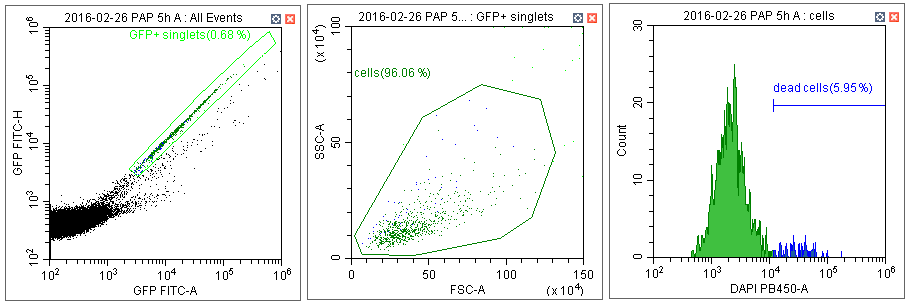 2016-02-26 PAP 5h A : All Events
GFP+ singlets(0.68 %)
GFP FITC-H
10^6
10^5
10^4
10^3
10^2
10^2 10^3 10^4 10^5 10^6
GFP FITC-A
2016-02-26 PAP 5... : GFP+ singlets
cells(96.06 %)
(x 10^4)
SSC-A
100
50
0
0 50 100 150
FSC-A
(x 10^4)
2016-02-26 PAP 5h A : cells
dead cells(5.95 %)
Count
30
20
10
0
10^2 10^3 10^4 10^5 10^6
DAPI PB450-A